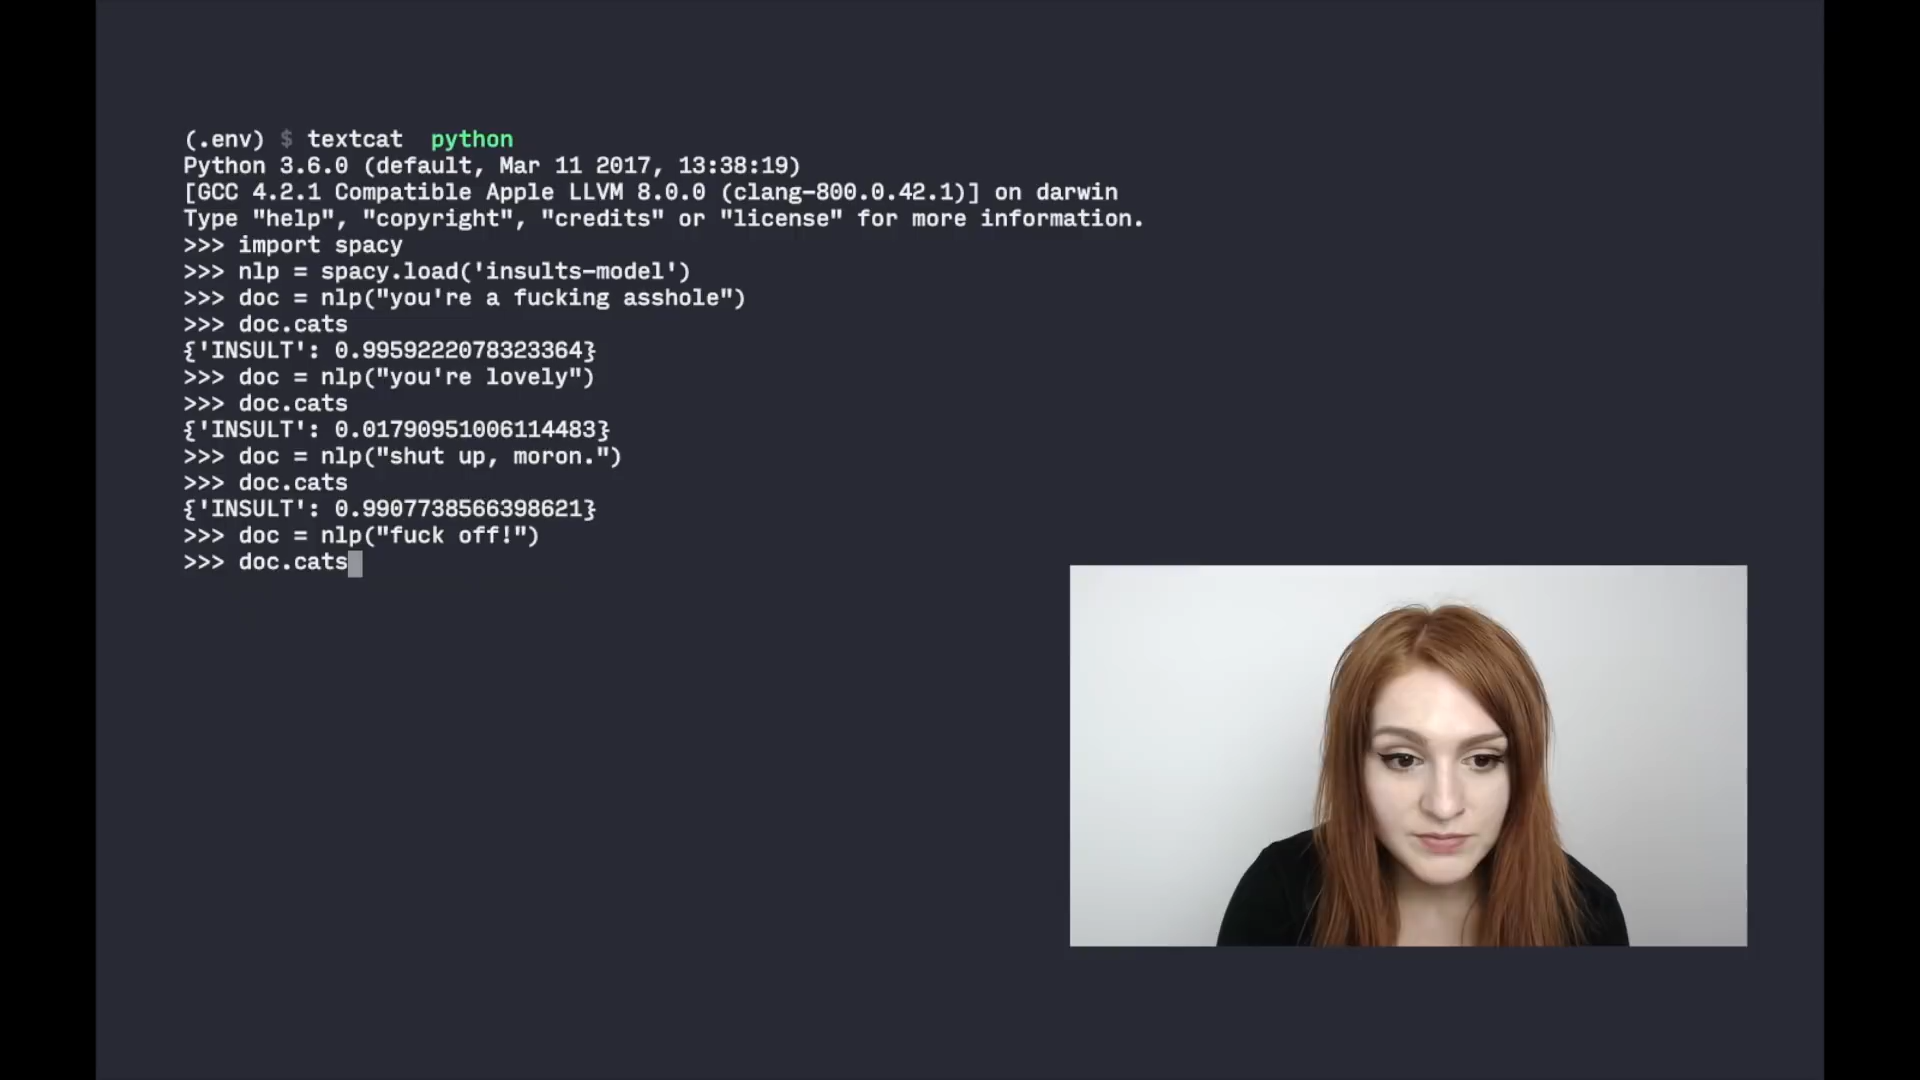 (.env) $ textcat python
Python 3.6.0 (default, Mar 11 2017, 13:38:19)
[GCC 4.2.1 Compatible Apple LLVM 8.0.0 (clang-800.0.42.1)] on darwin
Type "help", "copyright", "credits" or "license" for more information.
>>> import spacy
>>> nlp = spacy.load('insults-model')
>>> doc = nlp("you're a fucking asshole")
>>> doc.cats
{'INSULT': 0.9959222078323364}
>>> doc = nlp("you're lovely")
>>> doc.cats
{'INSULT': 0.01790951006114483}
>>> doc = nlp("shut up, moron.")
>>> doc.cats
{'INSULT': 0.9907738566398621}
>>> doc = nlp("fuck off!")
>>> doc.cats